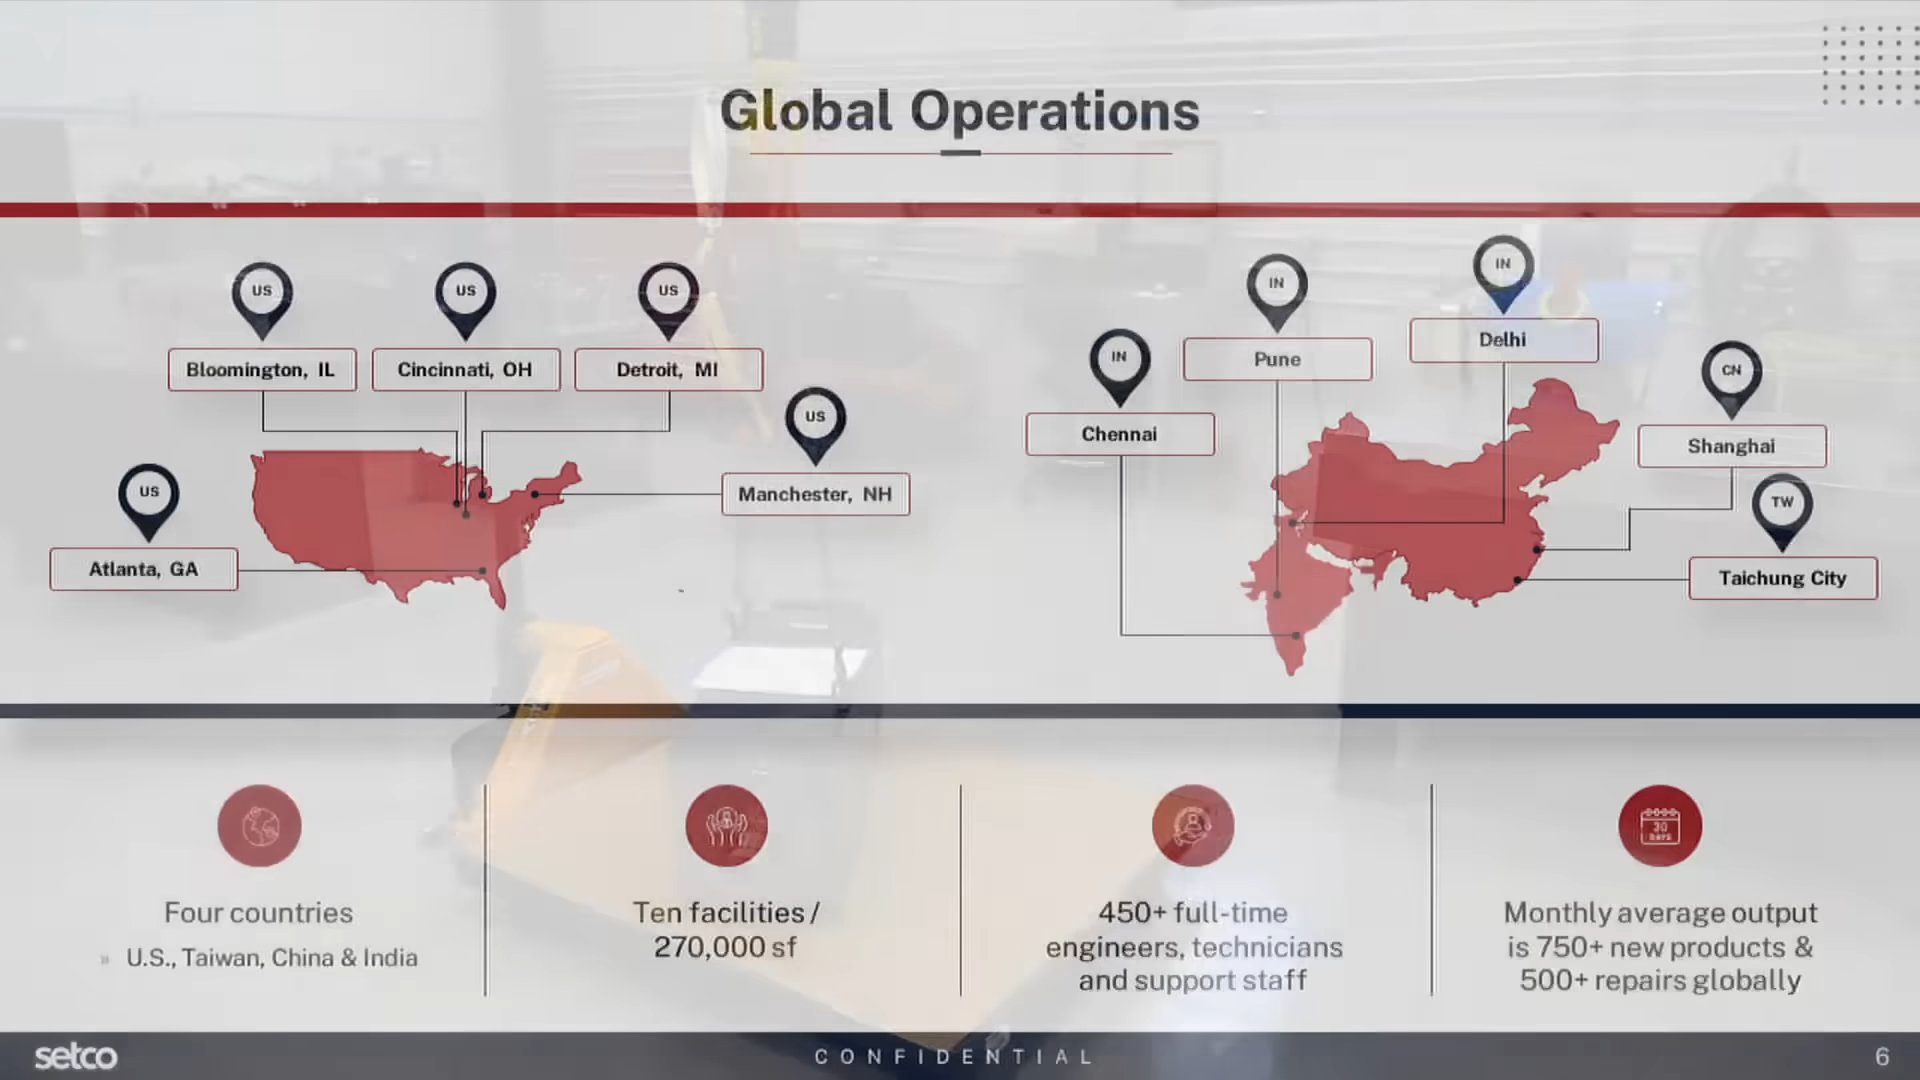 Global Operations
US
US
US
Bloomington, IL
Cincinnati, OH
Detroit, MI
US
Manchester, NH
US
Atlanta, GA
IN
IN
Delhi
Pune
IN
Chennai
CN
Shanghai
TW
Taichung City
Four countries
» U.S., Taiwan, China & India
Ten facilities /
270,000 sf
450+ full-time
engineers, technicians
and support staff
30
DAYS
Monthly average output
is 750+ new products &
500+ repairs globally
setco
CONFIDENTIAL
6